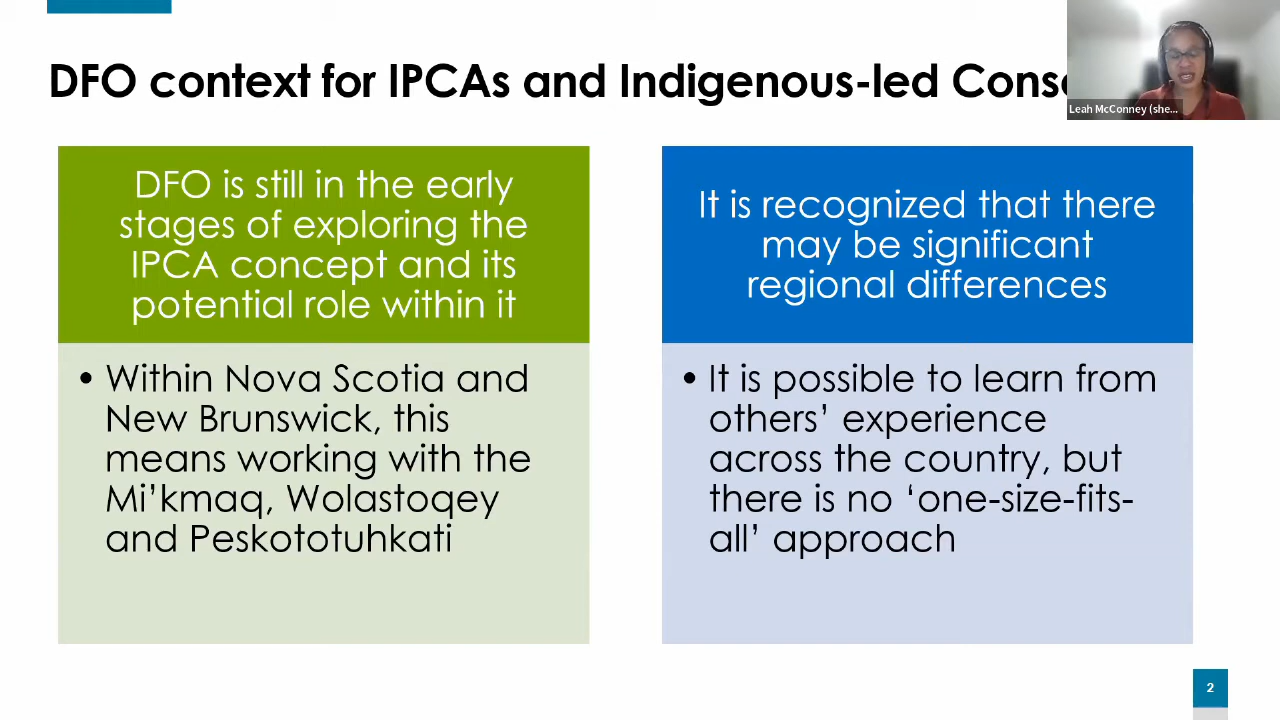 DFO context for IPCAs and Indigenous-led Conse
Leah McConney (she...
DFO is still in the early
stages of exploring the
IPCA concept and its
potential role within it
• Within Nova Scotia and
New Brunswick, this
means working with the
Mi’kmaq, Wolastoqey
and Peskototuhkati
It is recognized that there
may be significant
regional differences
• It is possible to learn from
others’ experience
across the country, but
there is no ‘one-size-fits-
all’ approach
2